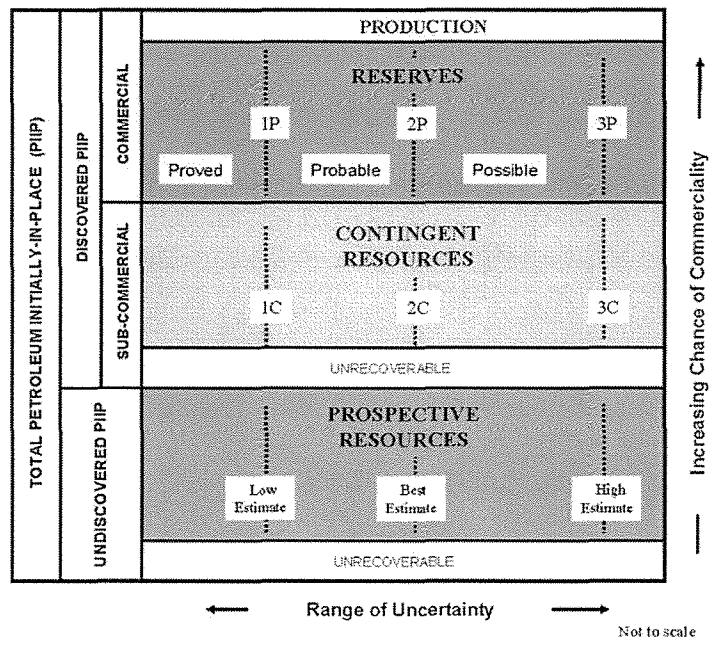 PRODUCTION
RESERVES
1P
2P
3P
Proved
Probable
Possible
CONTINGENT
RESOURCES
1C
2C
3C
UNRECOVERABLE
PROSPECTIVE
RESOURCES
Low
Estimate
Best
Estimate
High
Estimate
UNRECOVERABLE
TOTAL PETROLEUM INITIALLY-IN-PLACE (PIIP)
DISCOVERED PIIP
UNDISCOVERED PIIP
COMMERCIAL
SUB-COMMERCIAL
Increasing Chance of Commerciality
Range of Uncertainty
Not to scale